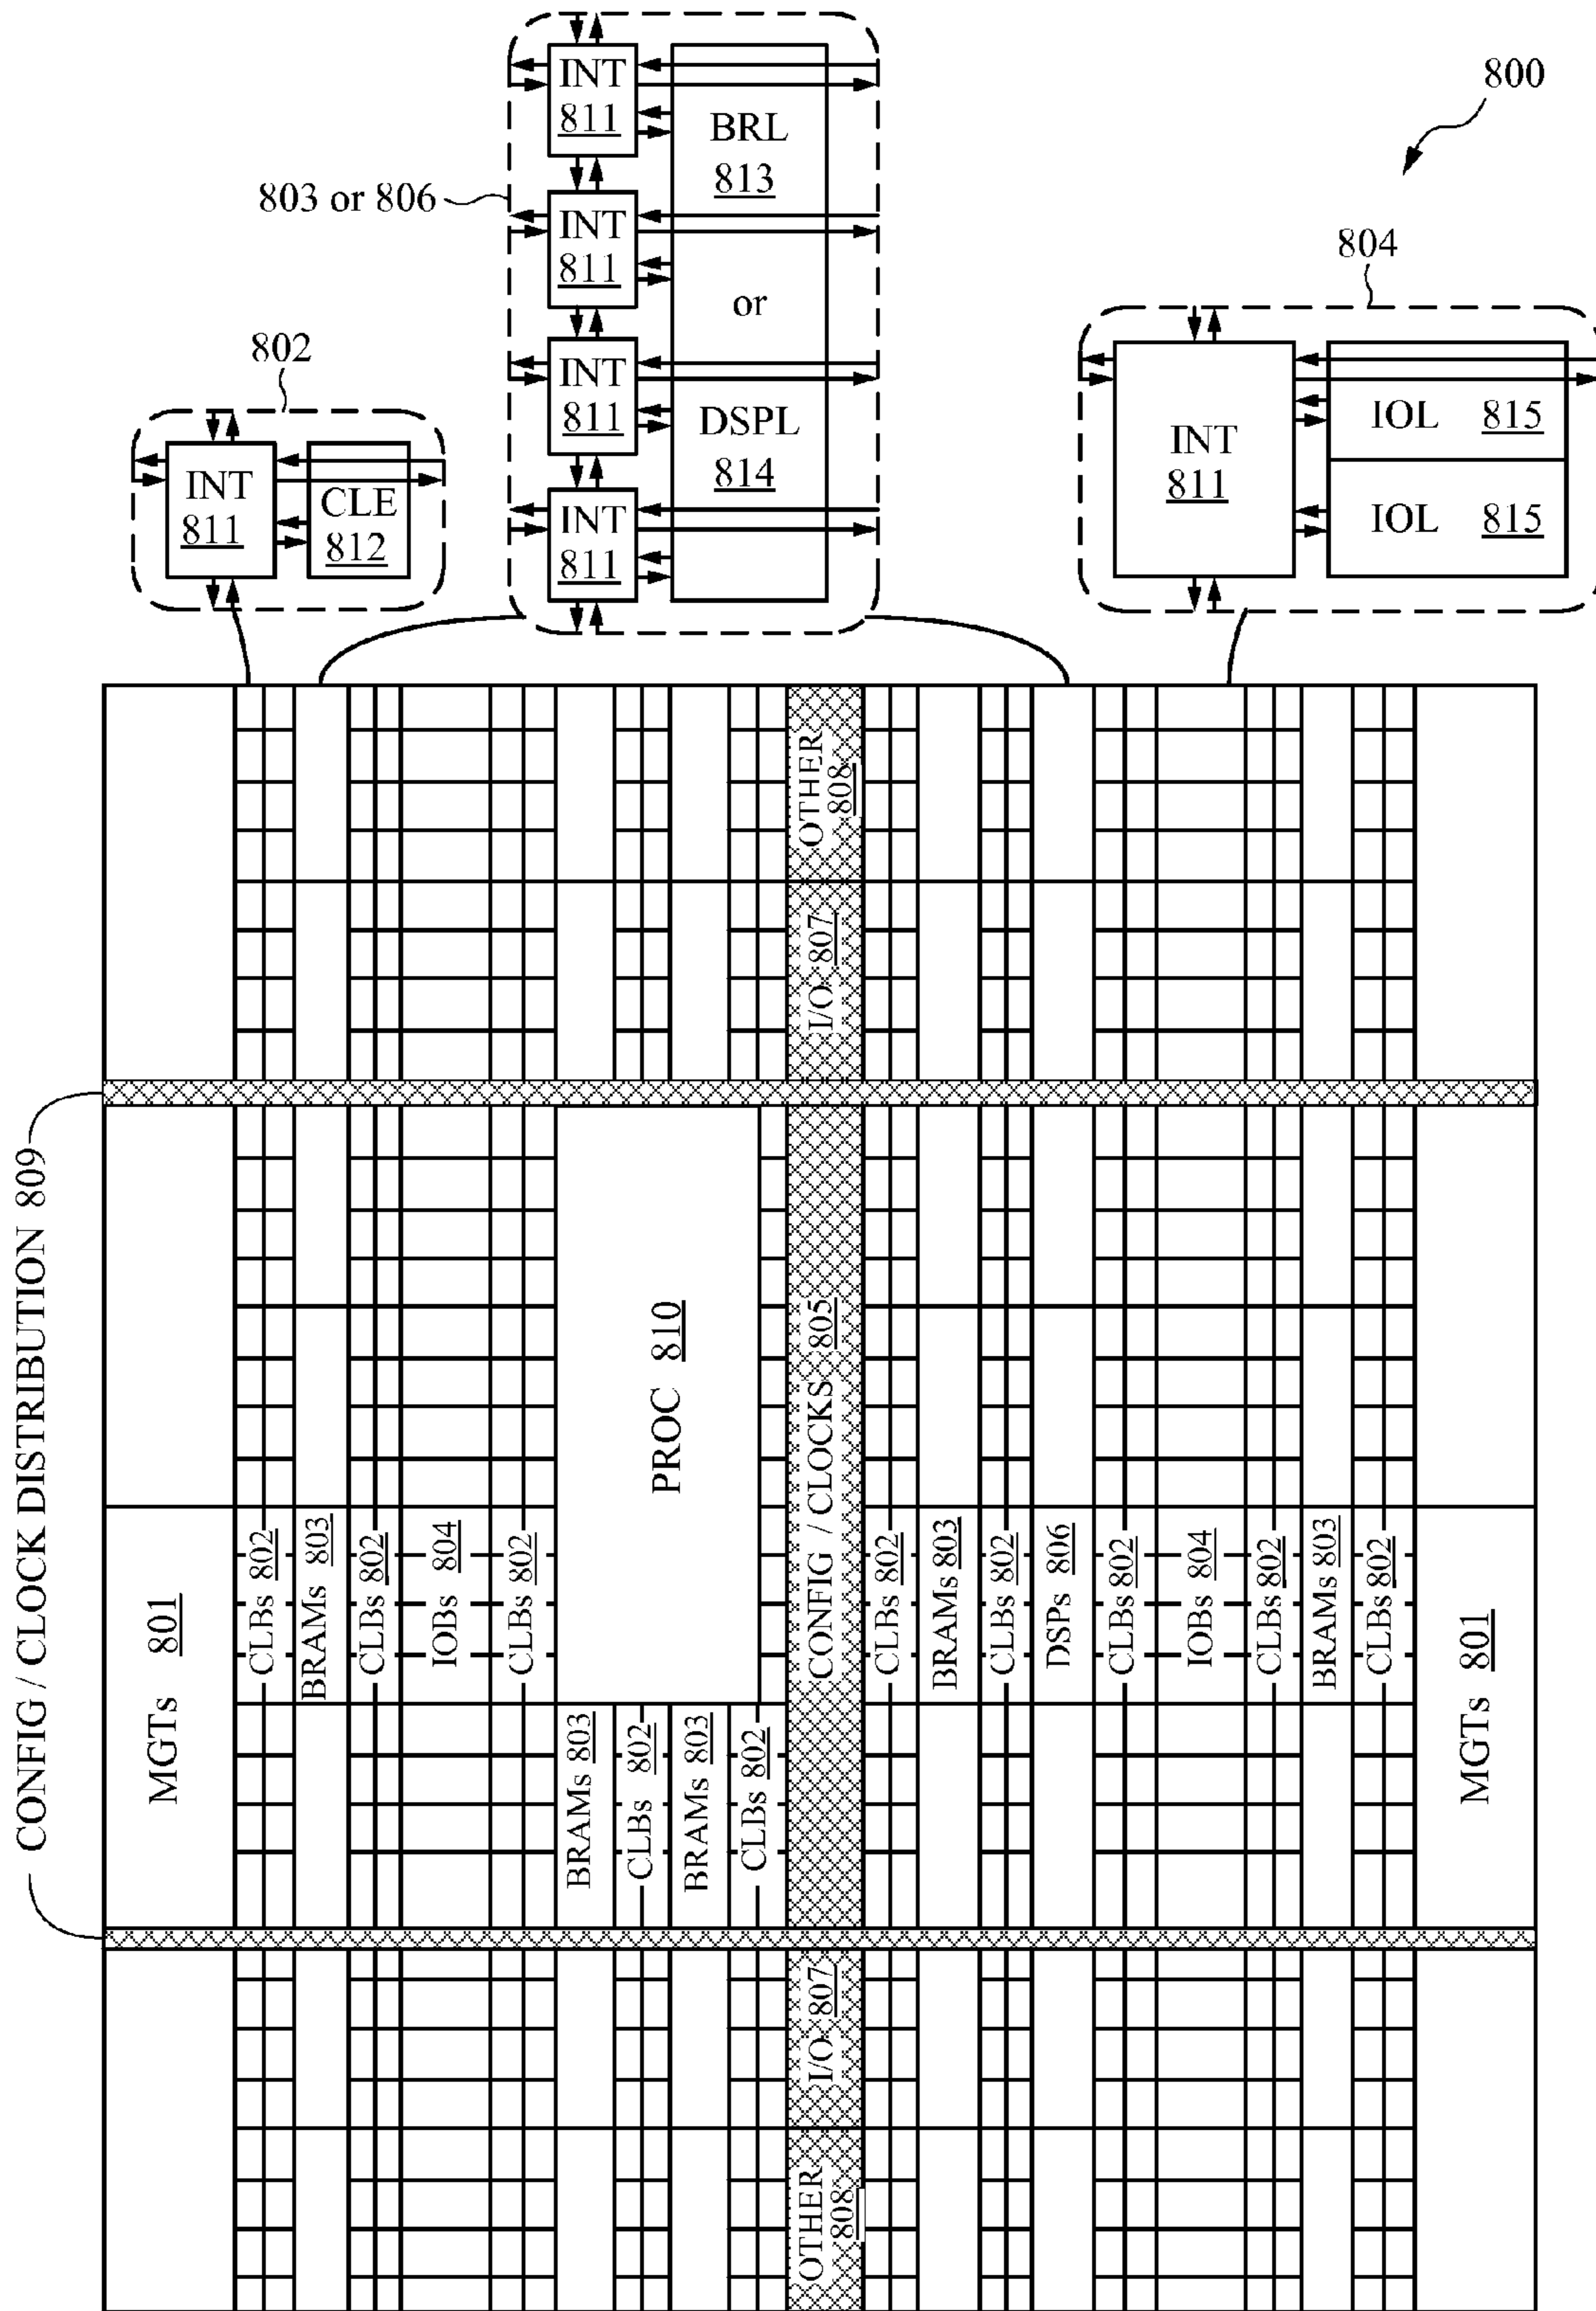 800
803 or 806
INT
811
INT
811
INT
811
INT
811
BRL
813
or
DSPL
814
802
INT
811
CLE
812
804
INT
811
IOL 815
IOL 815
CONFIG / CLOCK DISTRIBUTION 809
OTHER
808
I/O 807
PROC 810
CONFIG / CLOCKS 805
MGTs 801
CLBs 802
BRAMs 803
CLBs 802
IOBs 804
CLBs 802
BRAMs 803
CLBs 802
BRAMs 803
CLBs 802
CLBs 802
BRAMs 803
CLBs 802
DSPs 806
CLBs 802
IOBs 804
CLBs 802
BRAMs 803
CLBs 802
MGTs 801
I/O 807
OTHER
808